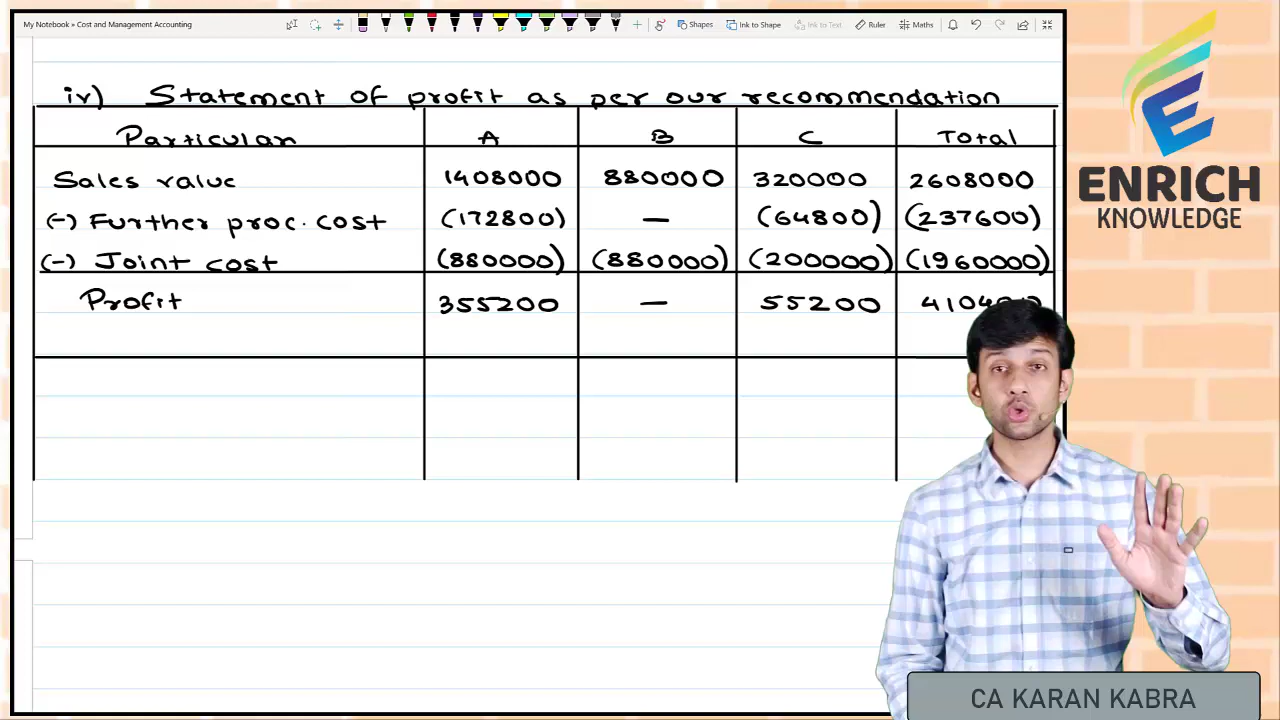 My Notebook » Cost and Management Accounting
Shapes Ink to Shape Ink to Text Ruler Maths
iv) Statement of profit as per our recommendation
Particular A B C Total
Sales value 1408000 880000 320000 2608000
(-) Further proc. cost (172800) — (64800) (237600)
(-) Joint cost (880000) (880000) (200000) (1960000)
Profit 355200 — 55200
ENRICH
KNOWLEDGE
CA KARAN KABRA